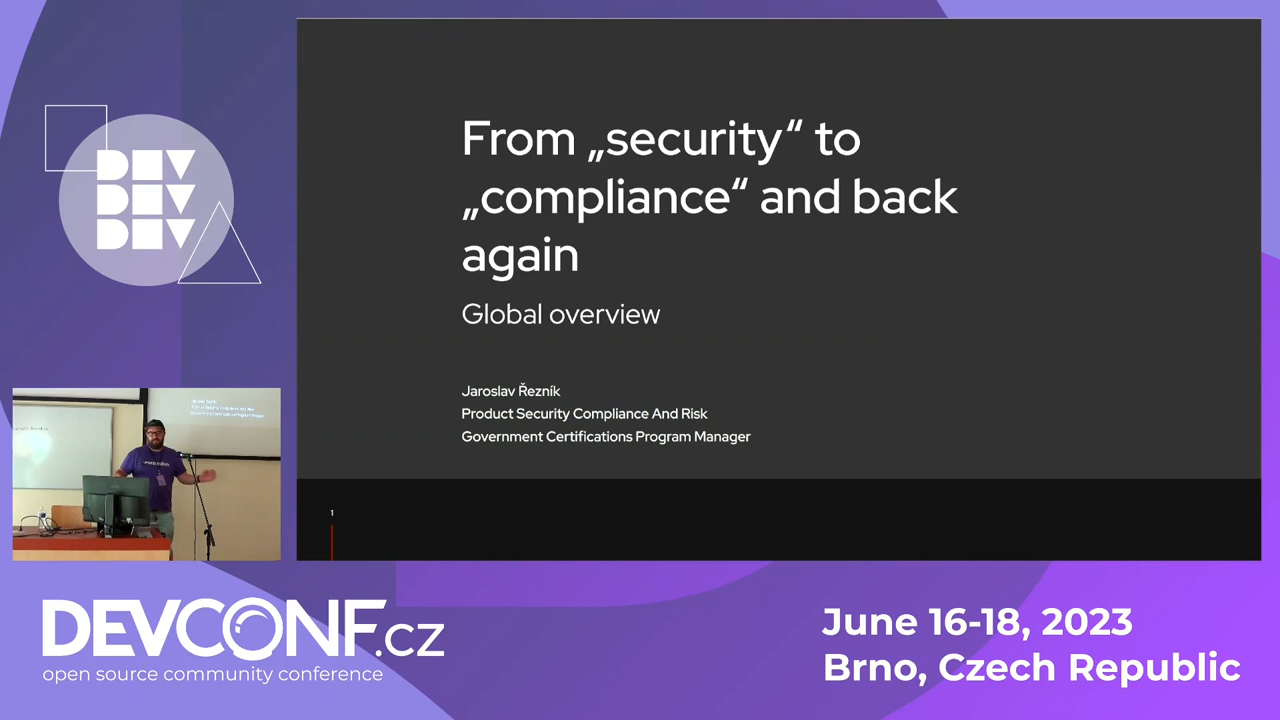 DEV
DEV
DEV
From „security“ to
„compliance“ and back
again
Global overview
Jaroslav Řezník
Product Security Compliance And Risk
Government Certifications Program Manager
1
DEVCONF.cz
open source community conference
June 16-18, 2023
Brno, Czech Republic